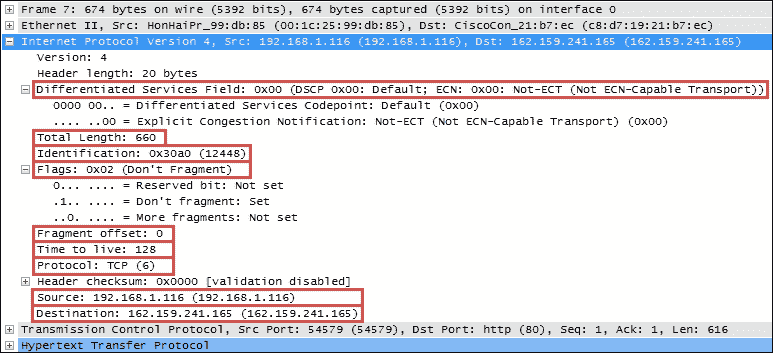 Frame 7: 674 bytes on wire (5392 bits), 674 bytes captured (5392 bits) on interface 0
Ethernet II, Src: HonHaiPr_99:db:85 (00:1c:25:99:db:85), Dst: CiscoCon_21:b7:ec (c8:d7:19:21:b7:ec)
Internet Protocol Version 4, Src: 192.168.1.116 (192.168.1.116), Dst: 162.159.241.165 (162.159.241.165)
Version: 4
Header length: 20 bytes
Differentiated Services Field: 0x00 (DSCP 0x00: Default; ECN: 0x00: Not-ECT (Not ECN-Capable Transport))
0000 00.. = Differentiated Services Codepoint: Default (0x00)
.... ..00 = Explicit Congestion Notification: Not-ECT (Not ECN-Capable Transport) (0x00)
Total Length: 660
Identification: 0x30a0 (12448)
Flags: 0x02 (Don't Fragment)
0... .... = Reserved bit: Not set
.1.. .... = Don't fragment: Set
..0. .... = More fragments: Not set
Fragment offset: 0
Time to live: 128
Protocol: TCP (6)
Header checksum: 0x0000 [validation disabled]
Source: 192.168.1.116 (192.168.1.116)
Destination: 162.159.241.165 (162.159.241.165)
Transmission Control Protocol, Src Port: 54579 (54579), Dst Port: http (80), Seq: 1, Ack: 1, Len: 616
Hypertext Transfer Protocol